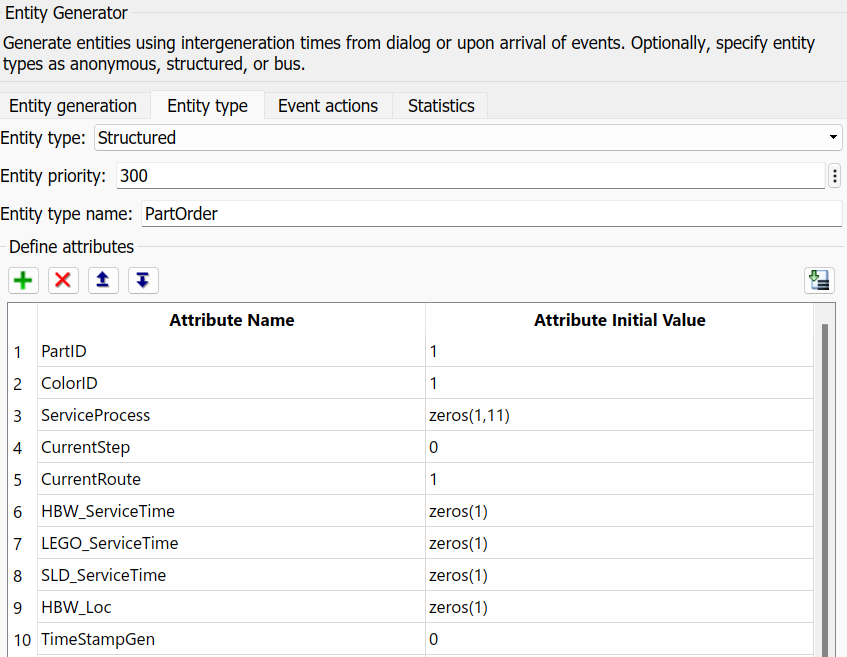 Entity Generator
Generate entities using intergeneration times from dialog or upon arrival of events. Optionally, specify entity
types as anonymous, structured, or bus.
Entity generation Entity type Event actions Statistics
Entity type: Structured
Entity priority: 300
Entity type name: PartOrder
Define attributes
Attribute Name Attribute Initial Value
1 PartID 1
2 ColorID 1
3 ServiceProcess zeros(1,11)
4 CurrentStep 0
5 CurrentRoute 1
6 HBW_ServiceTime zeros(1)
7 LEGO_ServiceTime zeros(1)
8 SLD_ServiceTime zeros(1)
9 HBW_Loc zeros(1)
10 TimeStampGen 0